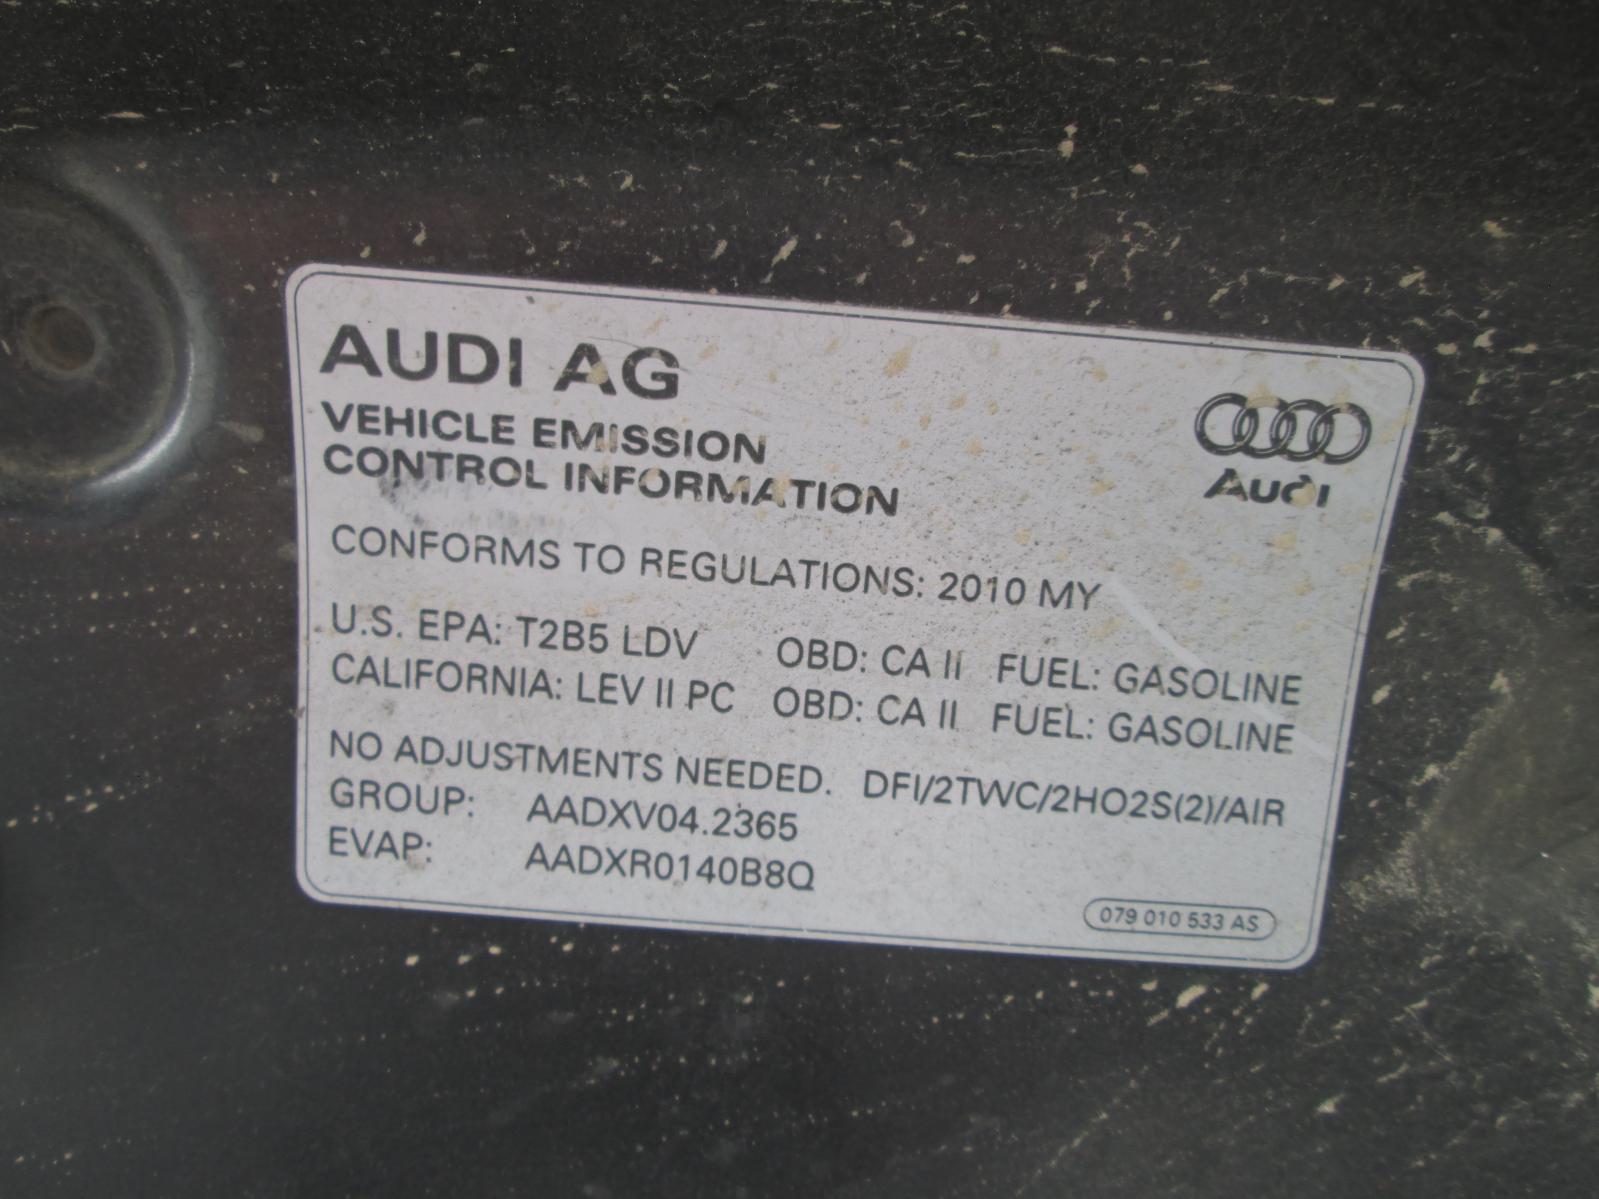 AUDI AG
VEHICLE EMISSION
CONTROL INFORMATION
Audi
CONFORMS TO REGULATIONS: 2010 MY
U.S. EPA: T2B5 LDV OBD: CA II FUEL: GASOLINE
CALIFORNIA: LEV II PC OBD: CA II FUEL: GASOLINE
NO ADJUSTMENTS NEEDED. DFI/2TWC/2HO2S(2)/AIR
GROUP: AADXV04.2365
EVAP: AADXR0140B8Q
079 010 533 AS